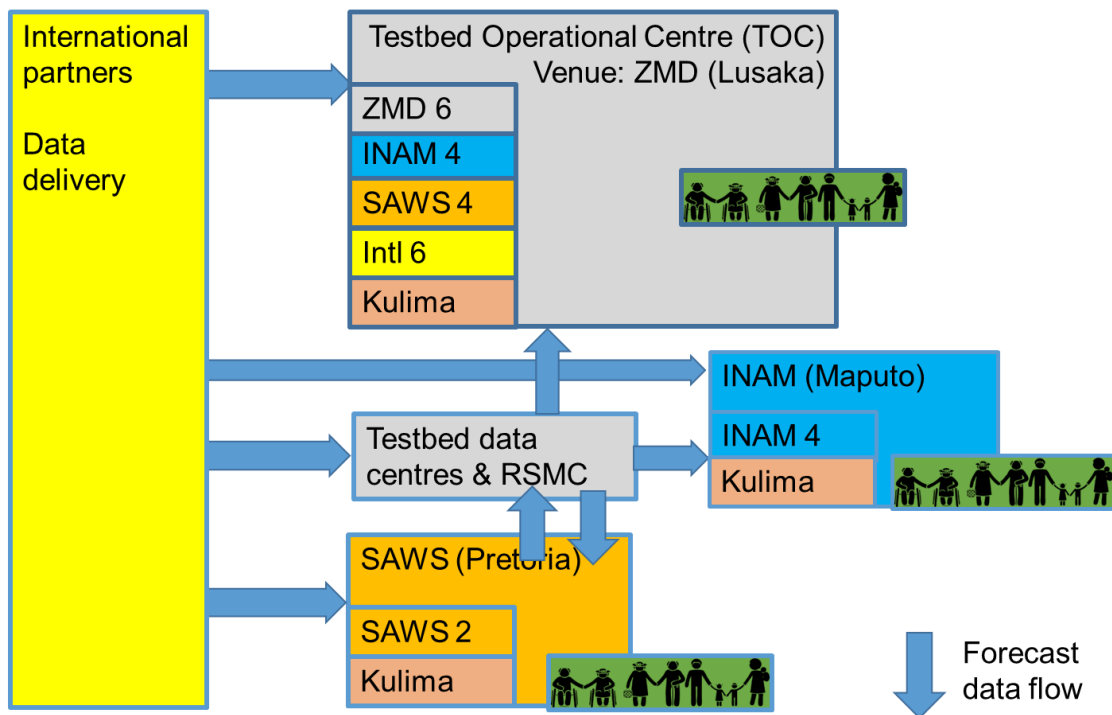 International
partners
Data
delivery
Testbed Operational Centre (TOC)
Venue: ZMD (Lusaka)
ZMD 6
INAM 4
SAWS 4
Intl 6
Kulima
INAM (Maputo)
INAM 4
Kulima
Testbed data
centres & RSMC
SAWS (Pretoria)
SAWS 2
Kulima
Forecast
data flow